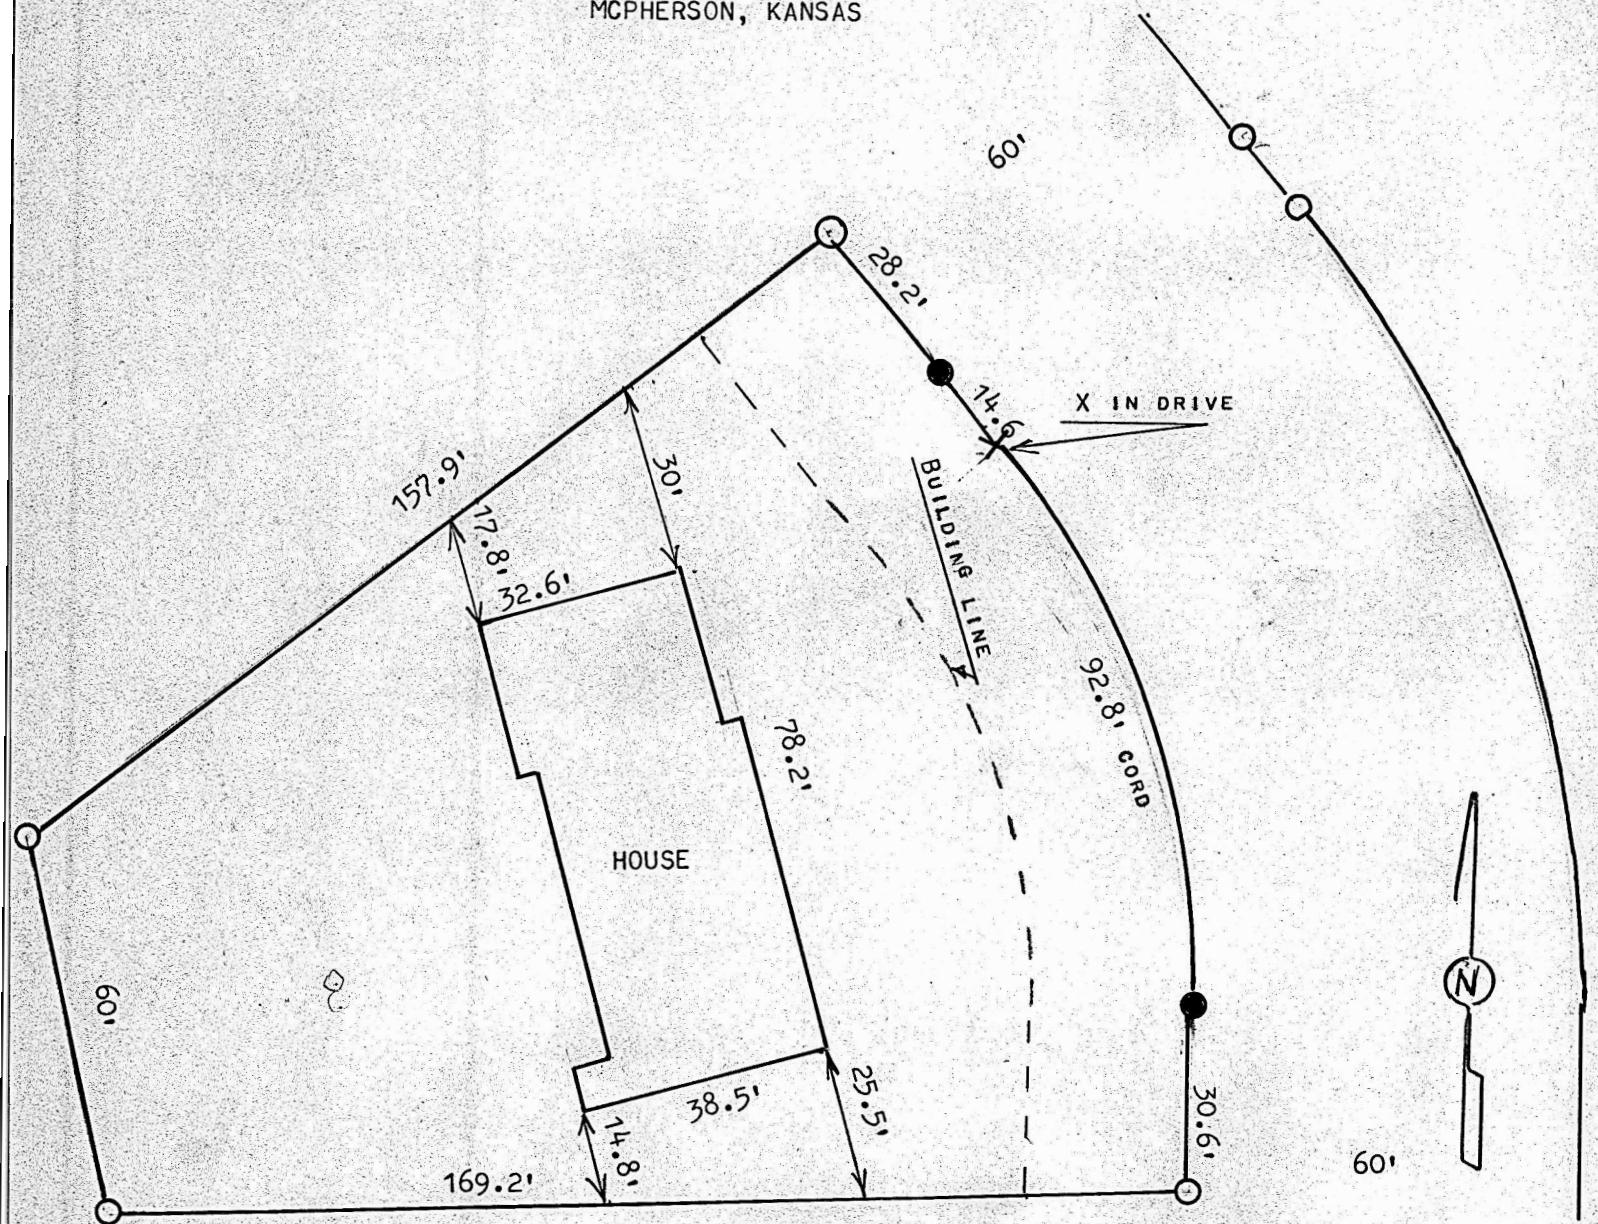 MCPHERSON, KANSAS
60'
28.2'
14.6
X IN DRIVE
157.9'
30'
17.8'
32.6'
BUILDING LINE
92.8' CORD
78.2'
HOUSE
60'
N
38.5'
25.5'
14.8'
30.6'
169.2'
60'